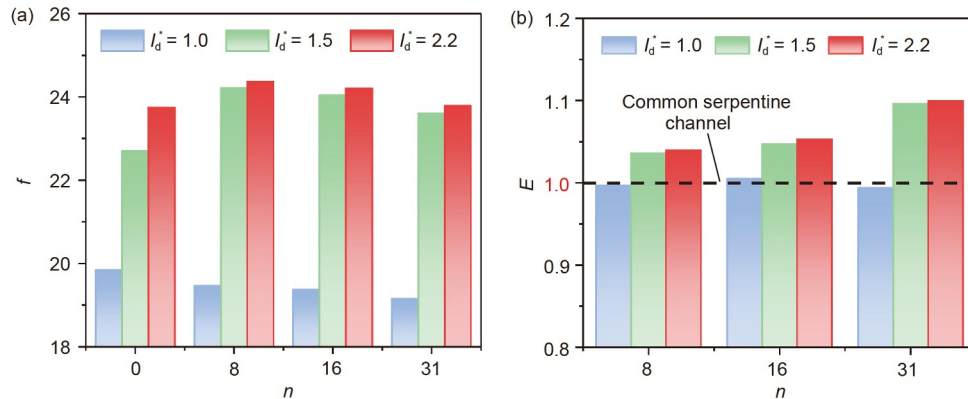 (a)
26
24
22
20
18
f
I*d = 1.0
I*d = 1.5
I*d = 2.2
0
8
16
31
n
(b)
1.2
1.1
1.0
0.9
0.8
E
I*d = 1.0
I*d = 1.5
I*d = 2.2
Common serpentine
channel
8
16
31
n